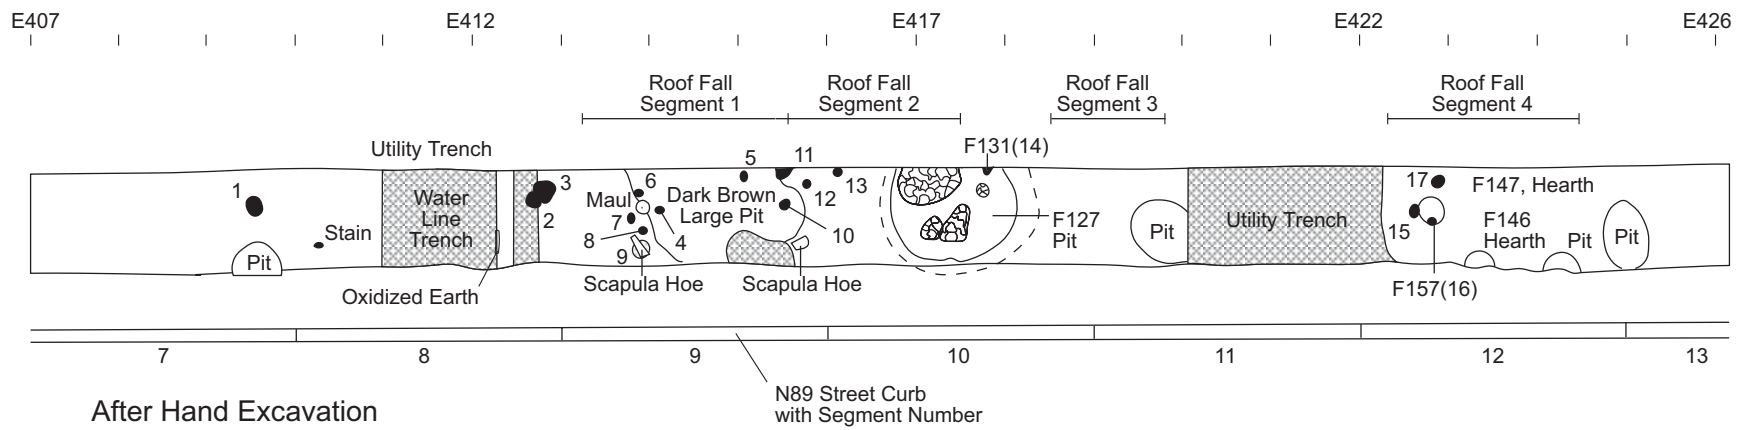 E407 E412 E417 E422 E426
Roof Fall
Segment 1
Roof Fall
Segment 2
Roof Fall
Segment 3
Roof Fall
Segment 4
Utility Trench
F131(14)
1
Stain
Pit
Water
Line
Trench
Oxidized Earth
3
2
Maul
6
7
8
9
4
Scapula Hoe
Dark Brown
Large Pit
5
11
12
13
10
Scapula Hoe
F127
Pit
Pit
Utility Trench
17
15
F147, Hearth
F146
Hearth
Pit
Pit
F157(16)
7 8 9 10 11 12 13
N89 Street Curb
with Segment Number
After Hand Excavation